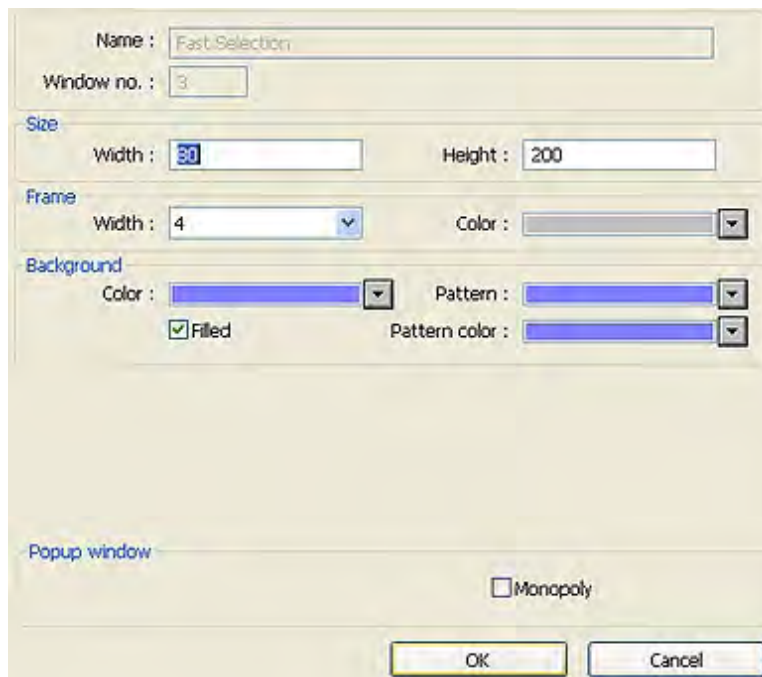 Name : Fast Selection
Window no. : 3
Size
Width : 80 Height : 200
Frame
Width : 4 Color :
Background
Color : Pattern :
Filled Pattern color :
Popup window
Monopoly
OK Cancel